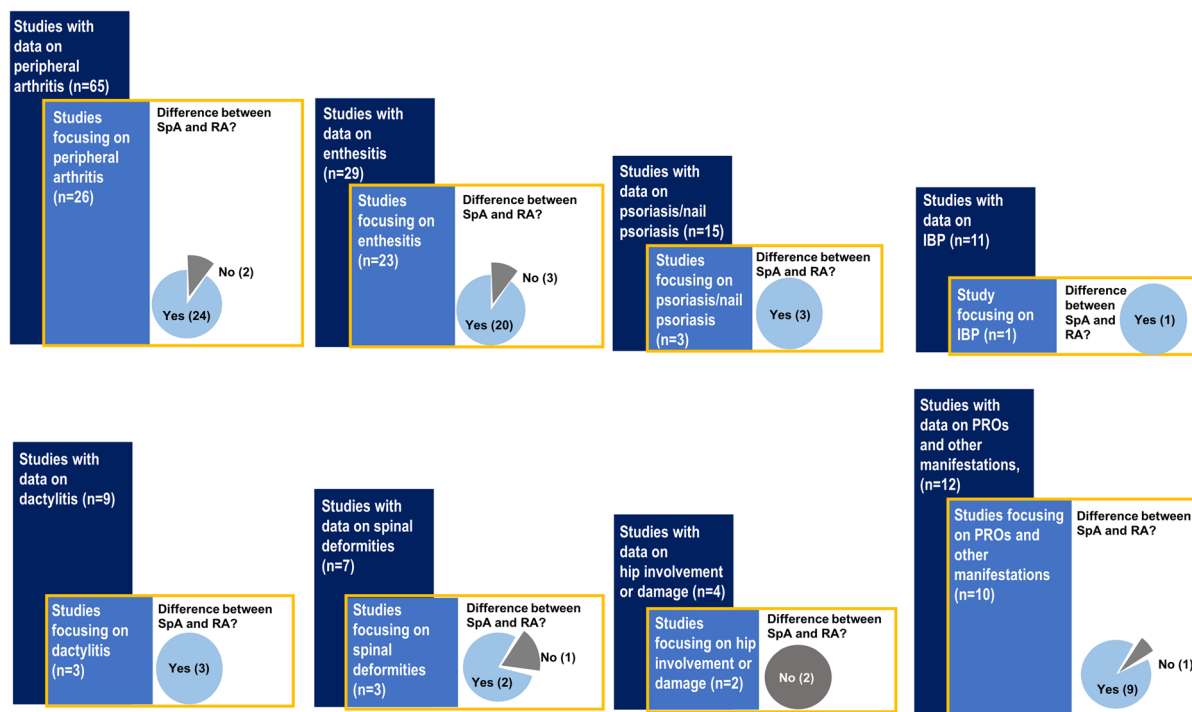 Studies with
data on
peripheral
arthritis (n=65)
Studies
focusing on
peripheral
arthritis
(n=26)
Difference between
SpA and RA?
No (2)
Yes (24)
Studies with
data on
enthesitis
(n=29)
Studies
focusing on
enthesitis
(n=23)
Difference between
SpA and RA?
No (3)
Yes (20)
Studies with
data on
psoriasis/nail
psoriasis (n=15)
Studies
focusing on
psoriasis/nail
psoriasis
(n=3)
Difference between
SpA and RA?
Yes (3)
Studies with
data on
IBP (n=11)
Study
focusing on
IBP (n=1)
Difference
between
SpA and
RA?
Yes (1)
Studies with
data on
dactylitis (n=9)
Studies
focusing on
dactylitis
(n=3)
Difference between
SpA and RA?
Yes (3)
Studies with
data on spinal
deformities
(n=7)
Studies
focusing on
spinal
deformities
(n=3)
Difference between
SpA and RA?
No (1)
Yes (2)
Studies with
data on
hip involvement
or damage (n=4)
Studies
focusing on hip
involvement or
damage (n=2)
Difference between
SpA and RA?
No (2)
Studies with
data on PROs
and other
manifestations,
(n=12)
Studies focusing
on PROs and
other
manifestations
(n=10)
Difference between
SpA and RA?
No (1)
Yes (9)